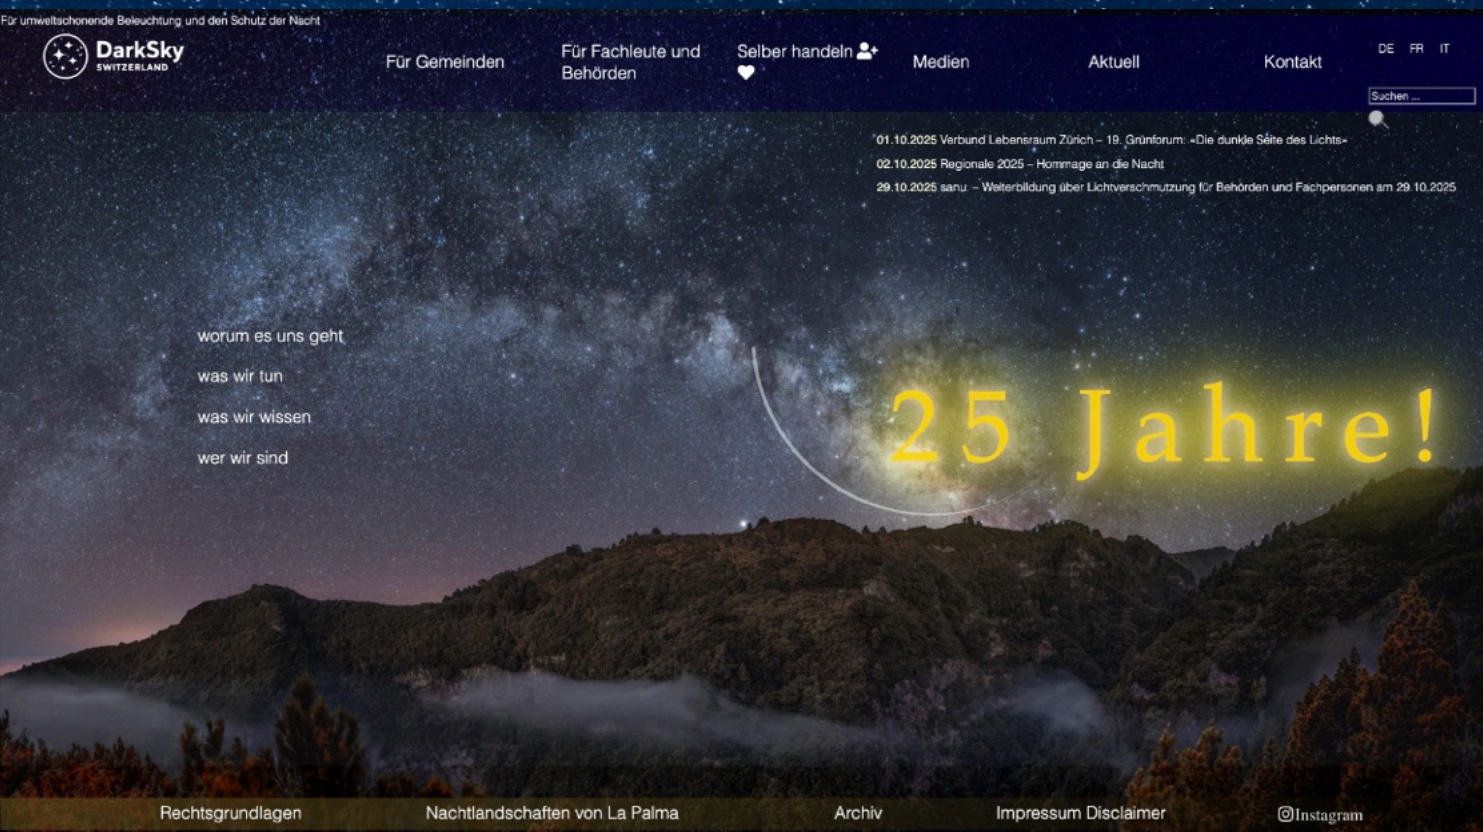 Für umweltschonende Beleuchtung und den Schutz der Nacht
DarkSky
SWITZERLAND
Für Gemeinden
Für Fachleute und
Behörden
Selber handeln
Medien
Aktuell
Kontakt
DE FR IT
Suchen ...
01.10.2025 Verbund Lebensraum Zürich – 19. Grünforum: «Die dunkle Seite des Lichts»
02.10.2025 Regionale 2025 – Hommage an die Nacht
29.10.2025 sanu – Weiterbildung über Lichtverschmutzung für Behörden und Fachpersonen am 29.10.2025
worum es uns geht
was wir tun
was wir wissen
wer wir sind
25 Jahre!
Rechtsgrundlagen
Nachtlandschaften von La Palma
Archiv
Impressum Disclaimer
Instagram